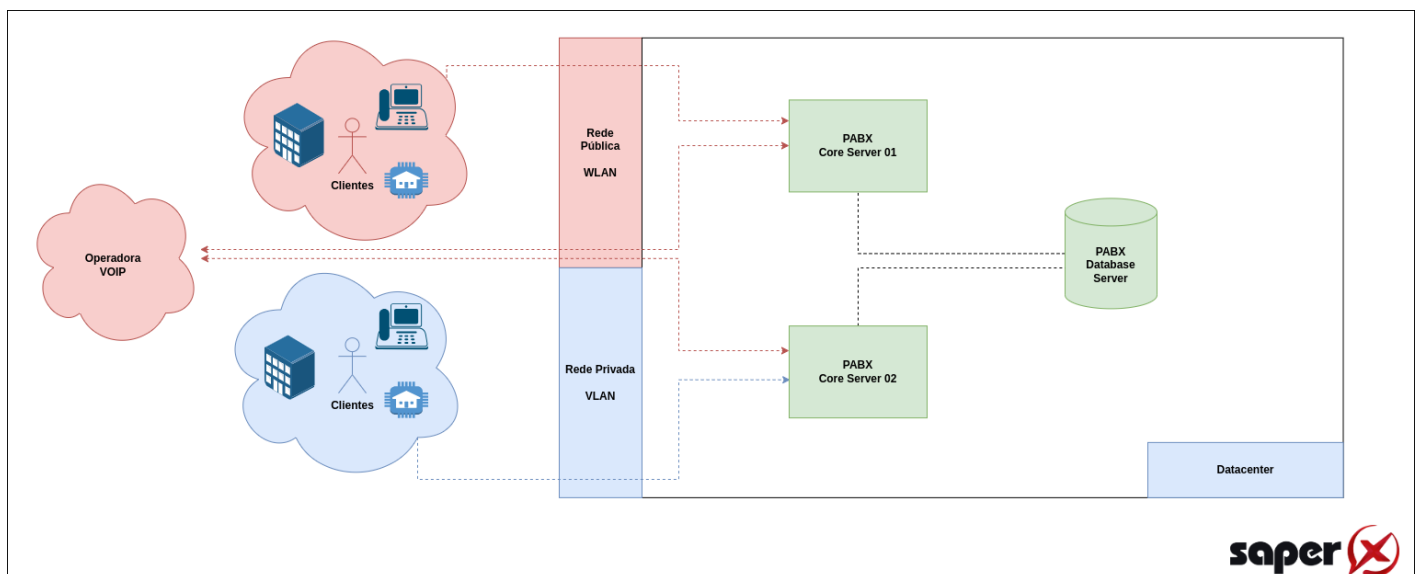 Clientes
Rede
Pública
WLAN
PABX
Core Server 01
Operadora
VOIP
PABX
Database
Server
Clientes
Rede Privada
VLAN
PABX
Core Server 02
Datacenter
saper X